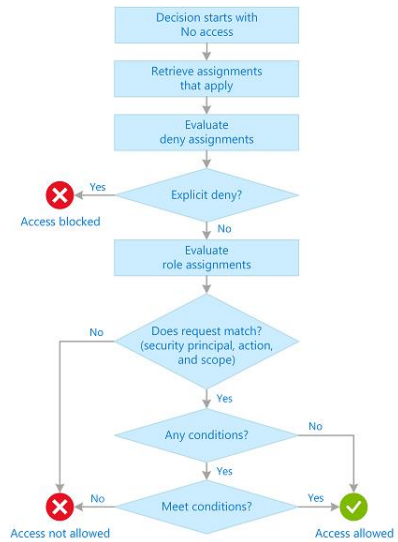 Decision starts with
No access
Retrieve assignments
that apply
Evaluate
deny assignments
Yes
Explicit deny?
Access blocked
No
Evaluate
role assignments
No
Does request match?
(security principal, action,
and scope)
Yes
Any conditions?
No
Yes
No
Meet conditions?
Yes
Access not allowed
Access allowed